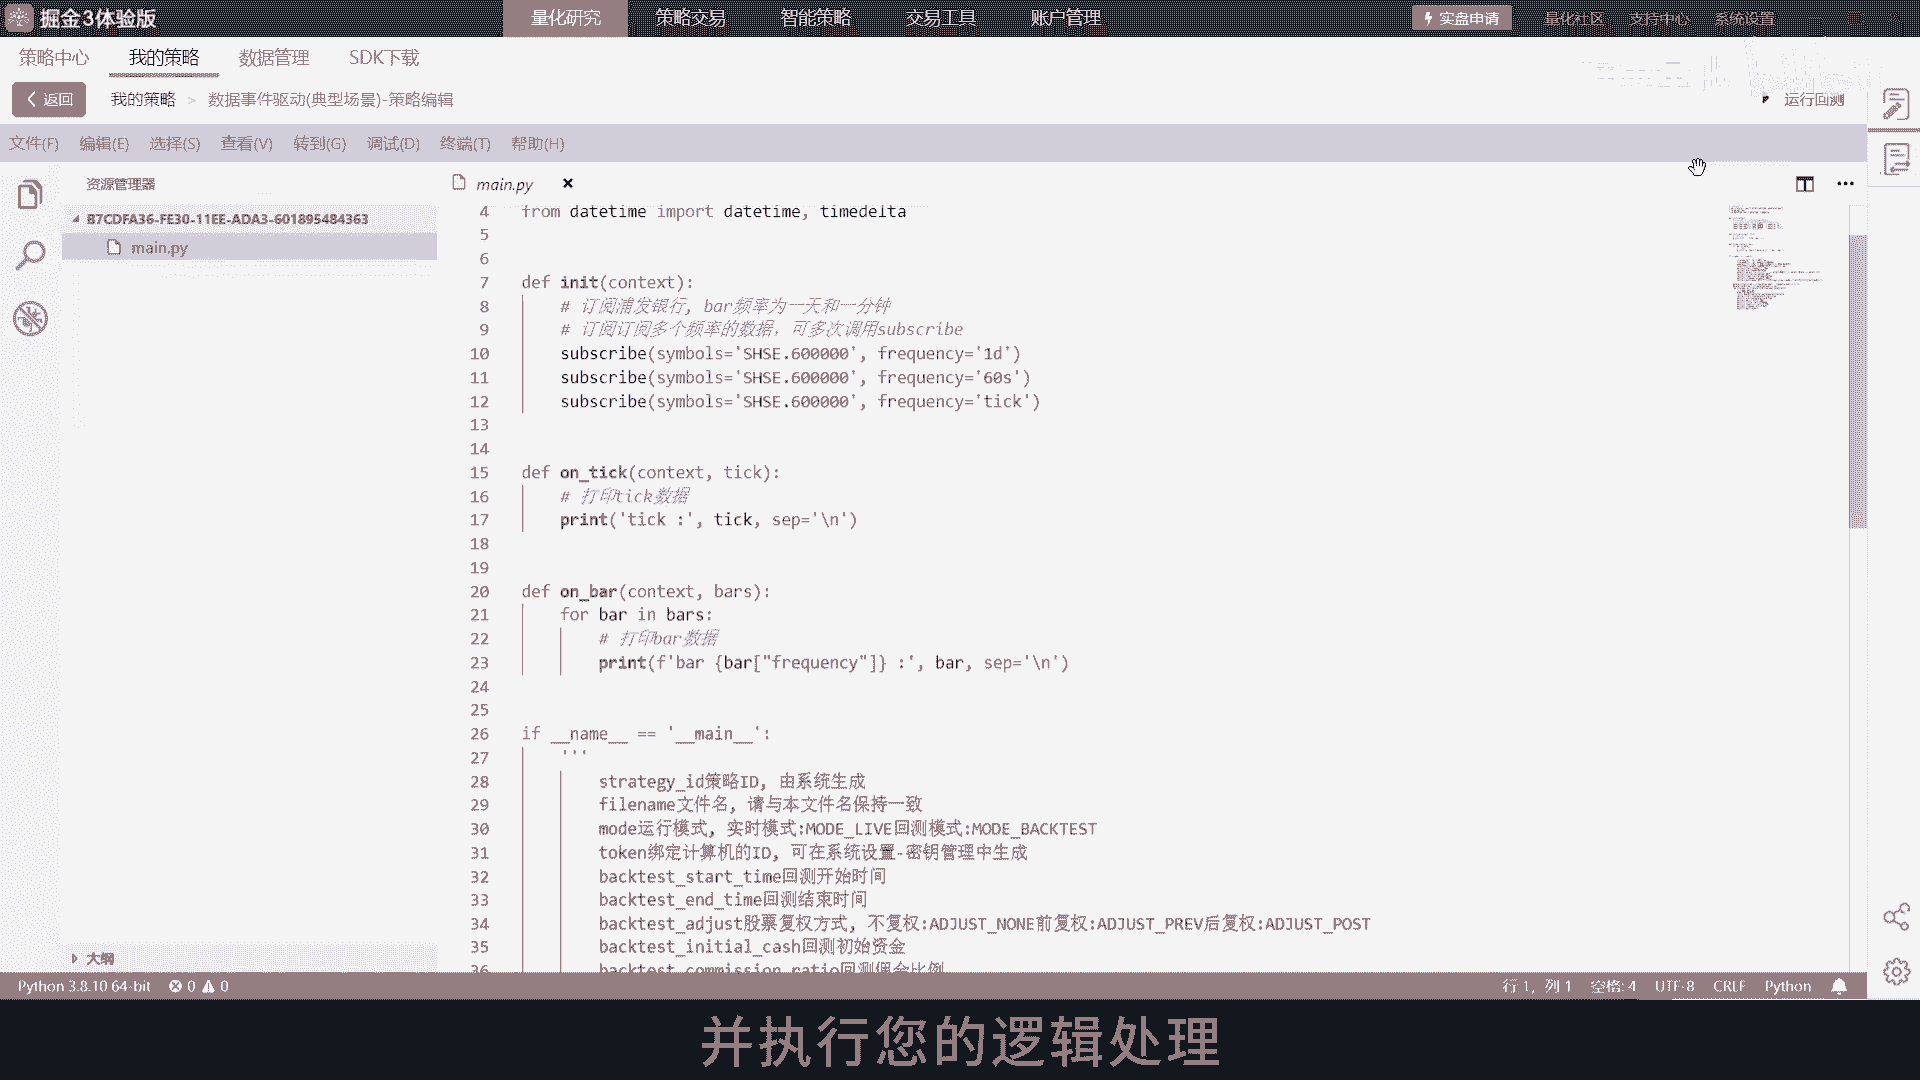 掘金3体验版 量化研究 策略交易 智能策略 交易工具 账户管理 实盘申请 量化社区 支持中心 系统设置
策略中心 我的策略 数据管理 SDK下载
返回 我的策略 > 数据事件驱动(典型场景)-策略编辑 运行回测
文件(F) 编辑(E) 选择(S) 查看(V) 转到(G) 调试(D) 终端(T) 帮助(H)
资源管理器
B7CDFA36-FE30-11EE-ADA3-601895484363
main.py
大纲
main.py
4 from datetime import datetime, timedelta
5
6
7 def init(context):
8 # 订阅浦发银行, bar频率为一天和一分钟
9 # 订阅订阅多个频率的数据，可多次调用subscribe
10 subscribe(symbols='SHSE.600000', frequency='1d')
11 subscribe(symbols='SHSE.600000', frequency='60s')
12 subscribe(symbols='SHSE.600000', frequency='tick')
13
14
15 def on_tick(context, tick):
16 # 打印tick数据
17 print('tick :', tick, sep='\n')
18
19
20 def on_bar(context, bars):
21 for bar in bars:
22 # 打印bar数据
23 print(f'bar {bar["frequency"]} :', bar, sep='\n')
24
25
26 if __name__ == '__main__':
27 '''
28 strategy_id策略ID, 由系统生成
29 filename文件名, 请与本文件名保持一致
30 mode运行模式, 实时模式:MODE_LIVE回测模式:MODE_BACKTEST
31 token绑定计算机的ID, 可在系统设置-密钥管理中生成
32 backtest_start_time回测开始时间
33 backtest_end_time回测结束时间
34 backtest_adjust股票复权方式, 不复权:ADJUST_NONE前复权:ADJUST_PREV后复权:ADJUST_POST
35 backtest_initial_cash回测初始资金
36 backtest_commission_ratio回测佣金比例
Python 3.8.10 64-bit 0 0 行 1，列 1 空格: 4 UTF-8 CRLF Python
并执行您的逻辑处理